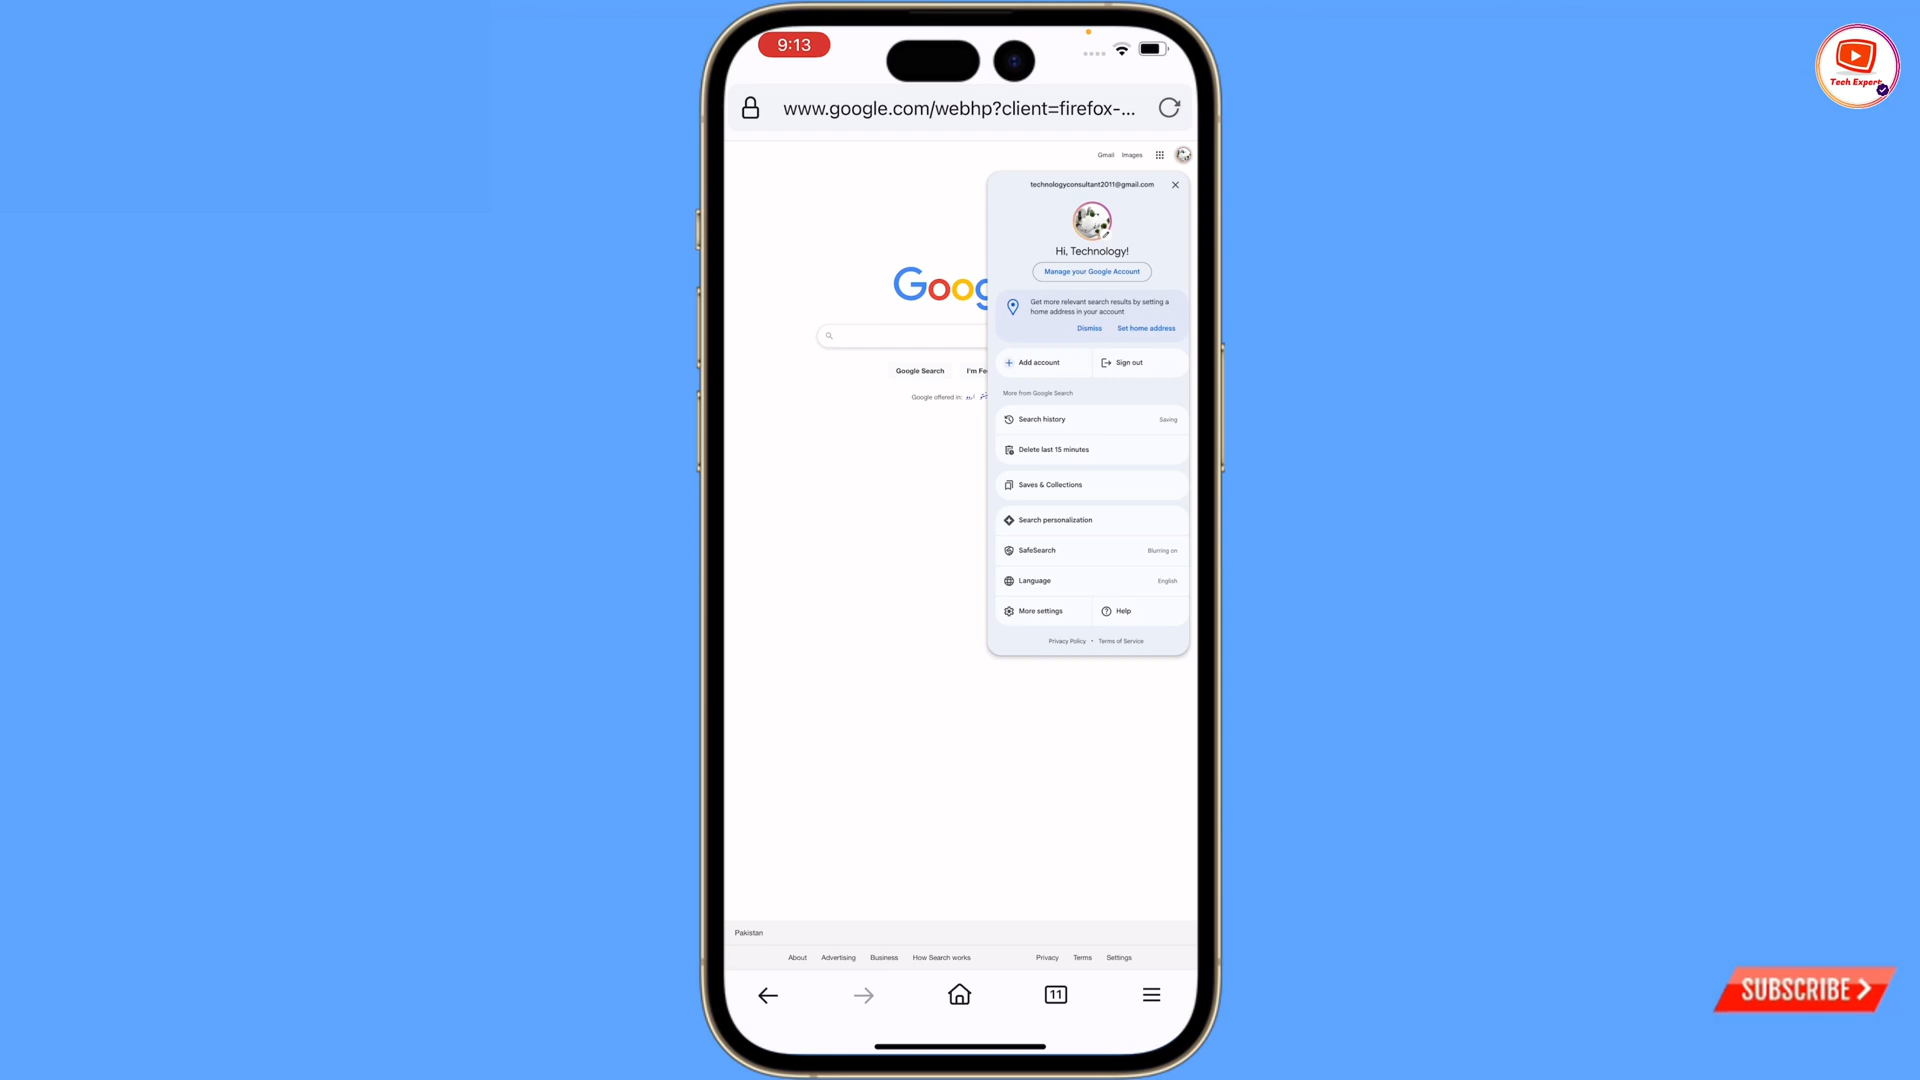 9:13
Tech Expert
www.google.com/webhp?client=firefox-...
Gmail Images
technologyconsultant2011@gmail.com
Hi, Technology!
Manage your Google Account
Get more relevant search results by setting a
home address in your account
Dismiss Set home address
Goog
Add account Sign out
Google Search I'm Fe
More from Google Search
Google offered in:
Search history Saving
Delete last 15 minutes
Saves & Collections
Search personalization
SafeSearch Blurring on
Language English
More settings Help
Privacy Policy • Terms of Service
Pakistan
About Advertising Business How Search works Privacy Terms Settings
11
SUBSCRIBE